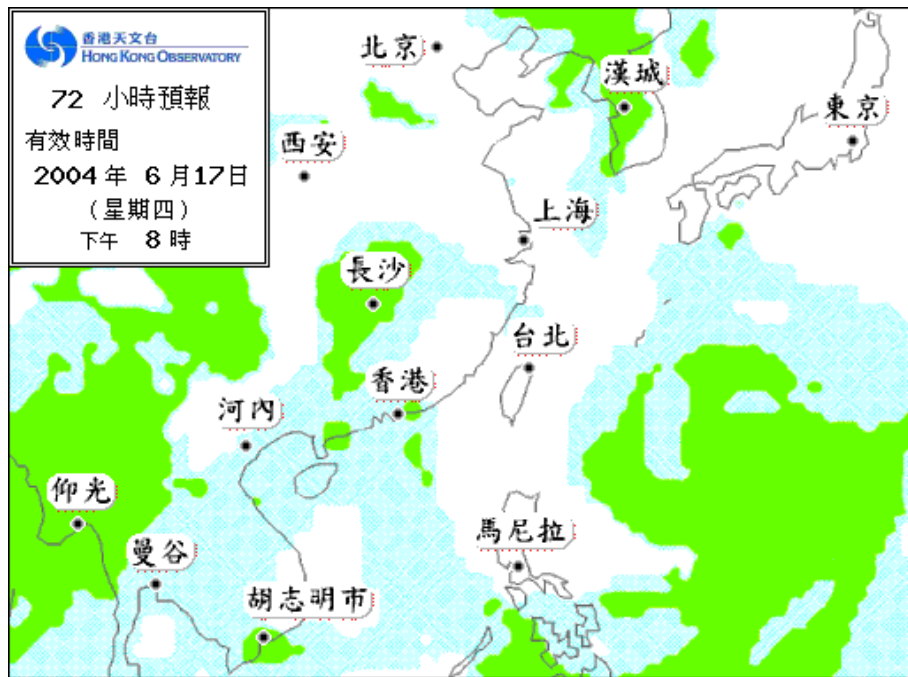 香港天文台
HONG KONG OBSERVATORY
72 小時預報
有效時間
2004 年 6 月17日
(星期四)
下午 8 時
北京
漢城
東京
西安
上海
長沙
台北
香港
河內
仰光
馬尼拉
曼谷
胡志明市